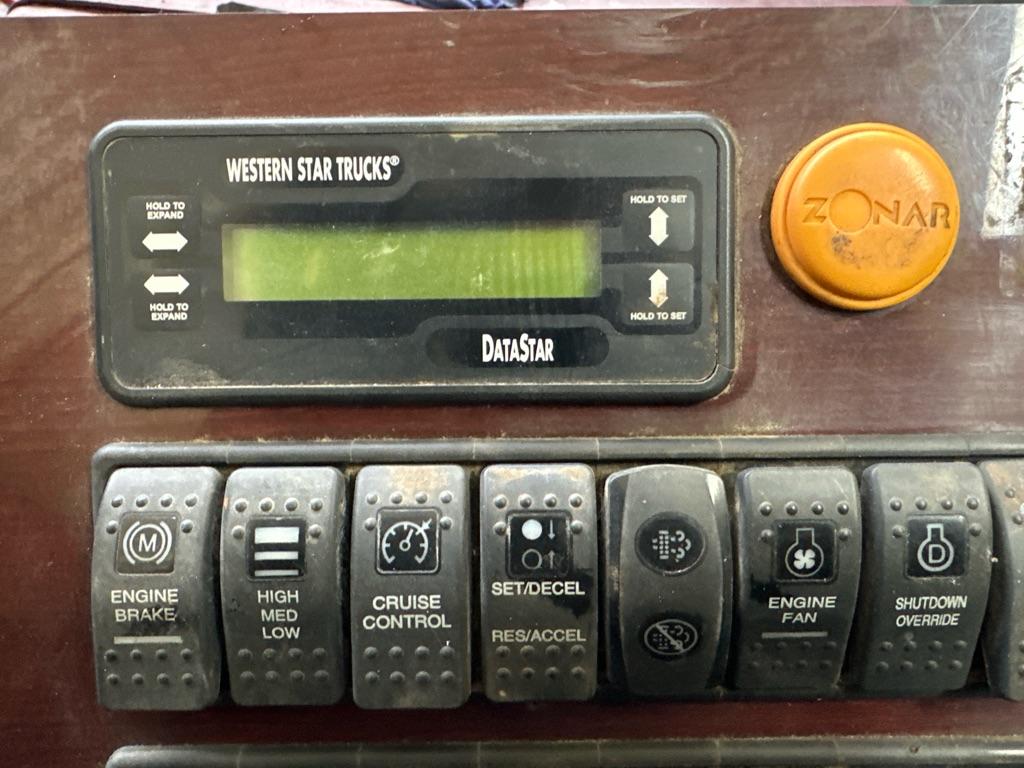 WESTERN STAR TRUCKS®
HOLD TO
EXPAND
HOLD TO
EXPAND
HOLD TO SET
HOLD TO SET
DATASTAR
ZONAR
M
ENGINE
BRAKE
HIGH
MED
LOW
CRUISE
CONTROL
SET/DECEL
RES/ACCEL
ENGINE
FAN
D
SHUTDOWN
OVERRIDE